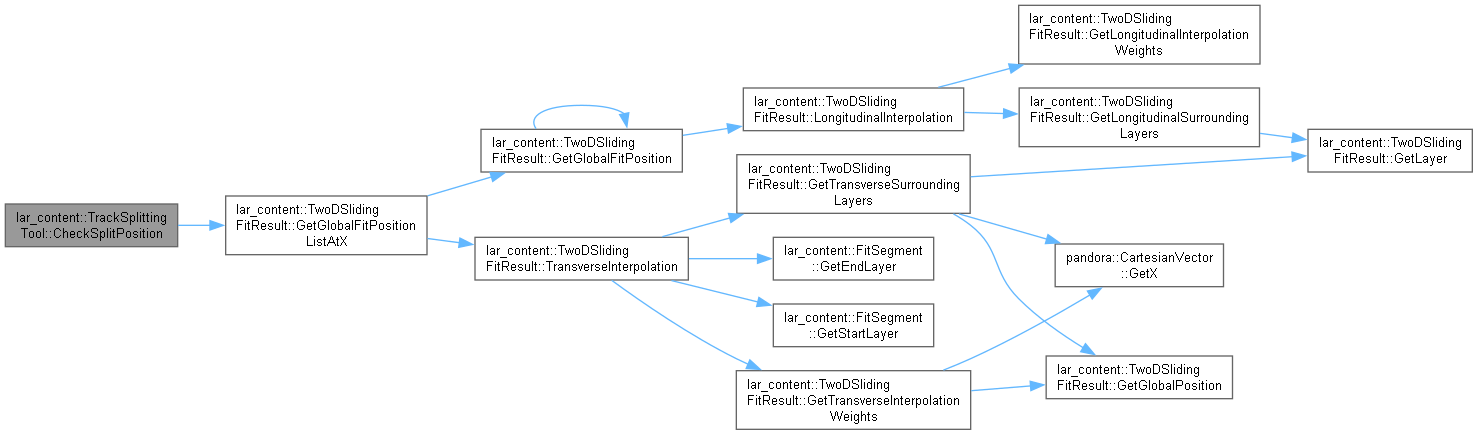 lar_content::TrackSplitting
Tool::CheckSplitPosition
lar_content::TwoDSliding
FitResult::GetGlobalFitPosition
ListAtX
lar_content::TwoDSliding
FitResult::GetGlobalFitPosition
lar_content::TwoDSliding
FitResult::LongitudinalInterpolation
lar_content::TwoDSliding
FitResult::GetLongitudinalInterpolation
Weights
lar_content::TwoDSliding
FitResult::GetLongitudinalSurrounding
Layers
lar_content::TwoDSliding
FitResult::GetLayer
lar_content::TwoDSliding
FitResult::TransverseInterpolation
lar_content::TwoDSliding
FitResult::GetTransverseSurrounding
Layers
lar_content::FitSegment
::GetEndLayer
lar_content::FitSegment
::GetStartLayer
lar_content::TwoDSliding
FitResult::GetTransverseInterpolation
Weights
pandora::CartesianVector
::GetX
lar_content::TwoDSliding
FitResult::GetGlobalPosition